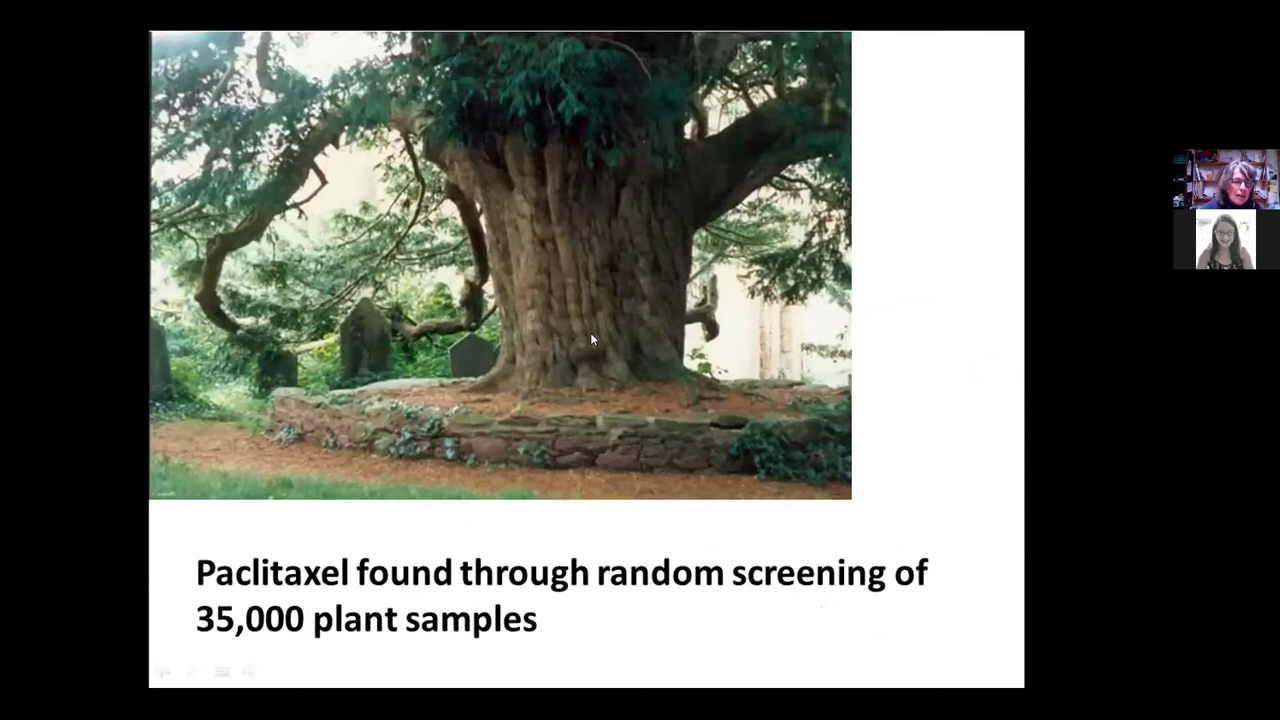 Paclitaxel found through random screening of
35,000 plant samples